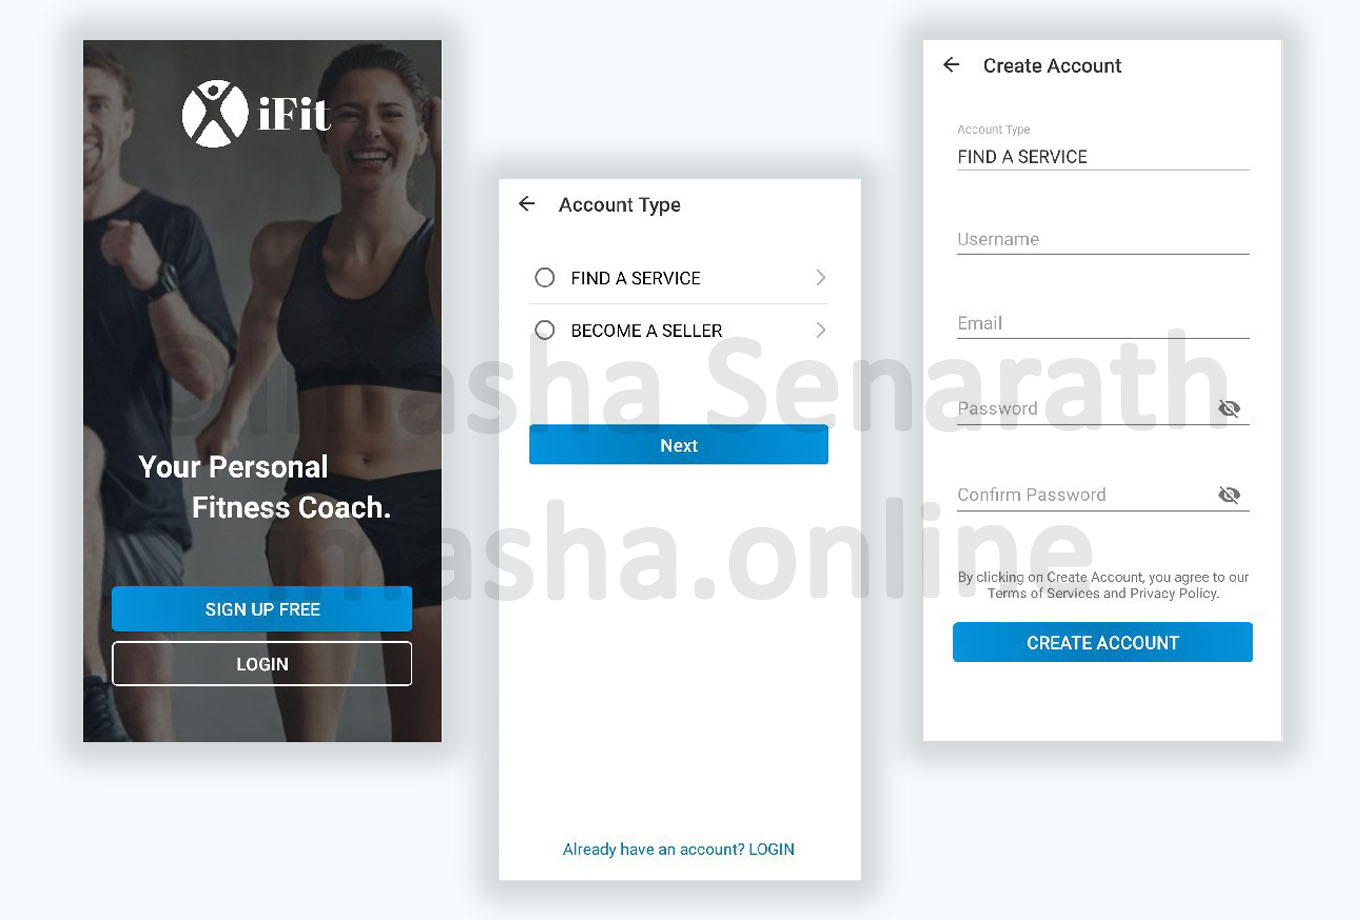 iFit
Your Personal
Fitness Coach.
SIGN UP FREE
LOGIN
Account Type
FIND A SERVICE
BECOME A SELLER
Next
Already have an account? LOGIN
Create Account
Account Type
FIND A SERVICE
Username
Email
Password
Confirm Password
By clicking on Create Account, you agree to our
Terms of Services and Privacy Policy.
CREATE ACCOUNT
©Imasha Senarath
imasha.online